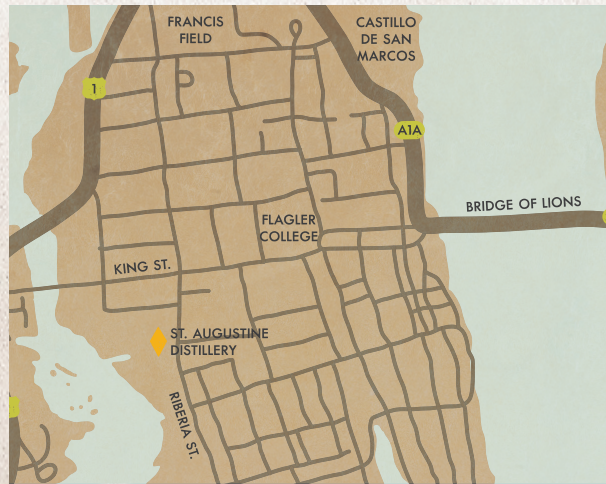 FRANCIS
FIELD
CASTILLO
DE SAN
MARCOS
1
A1A
BRIDGE OF LIONS
FLAGLER
COLLEGE
KING ST.
ST. AUGUSTINE
DISTILLERY
RIBERIA ST.